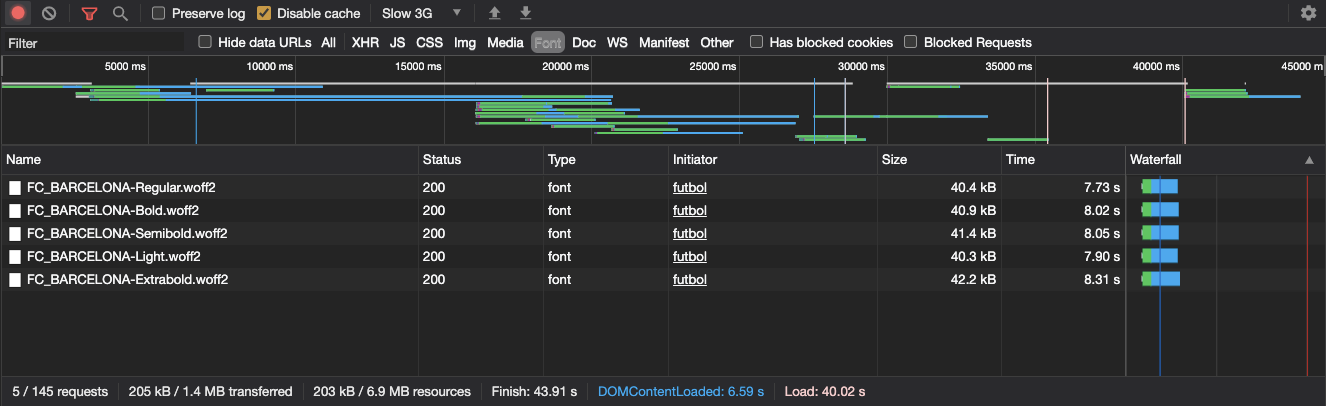 Preserve log Disable cache Slow 3G
Filter Hide data URLs All XHR JS CSS Img Media Font Doc WS Manifest Other Has blocked cookies Blocked Requests
5000 ms 10000 ms 15000 ms 20000 ms 25000 ms 30000 ms 35000 ms 40000 ms 45000 m
Name Status Type Initiator Size Time Waterfall
FC_BARCELONA-Regular.woff2 200 font futbol 40.4 kB 7.73 s
FC_BARCELONA-Bold.woff2 200 font futbol 40.9 kB 8.02 s
FC_BARCELONA-Semibold.woff2 200 font futbol 41.4 kB 8.05 s
FC_BARCELONA-Light.woff2 200 font futbol 40.3 kB 7.90 s
FC_BARCELONA-Extrabold.woff2 200 font futbol 42.2 kB 8.31 s
5 / 145 requests 205 kB / 1.4 MB transferred 203 kB / 6.9 MB resources Finish: 43.91 s DOMContentLoaded: 6.59 s Load: 40.02 s